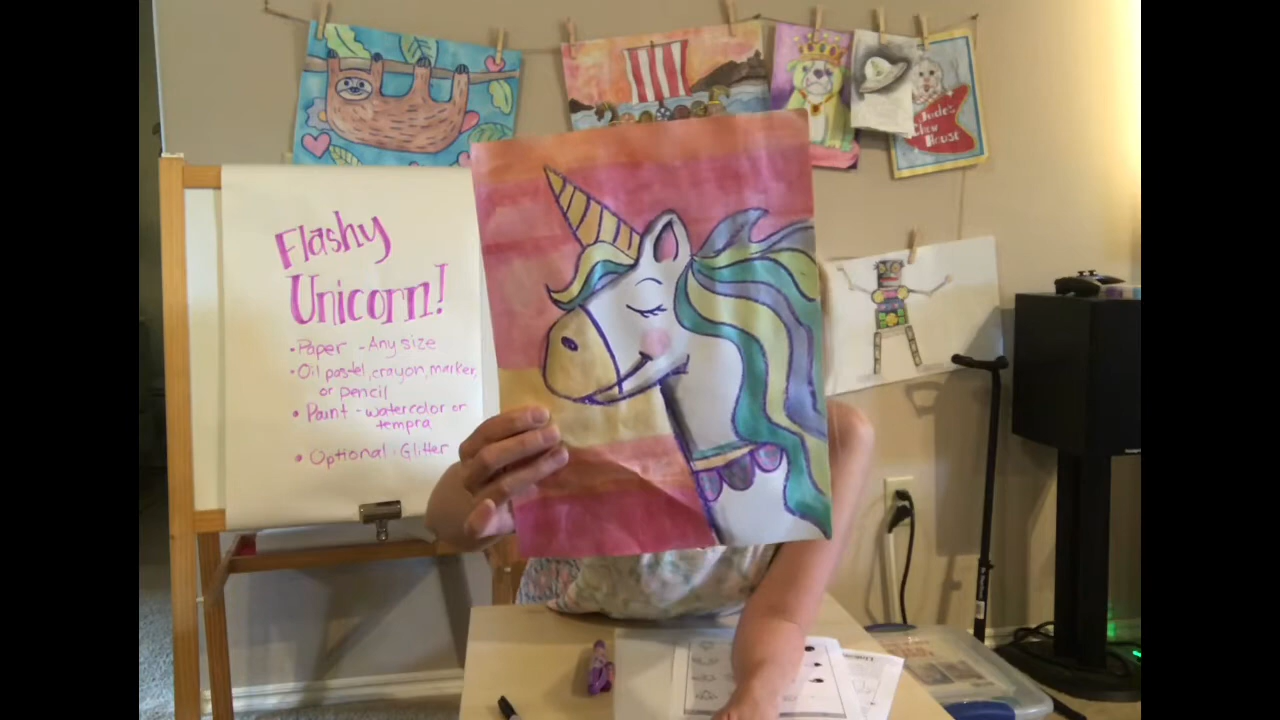 Flashy
Unicorn!
• Paper - Any size
• Oil pastel, crayon, marker,
or pencil
• Paint - watercolor or
tempra
• Optional: Glitter
Chew
House